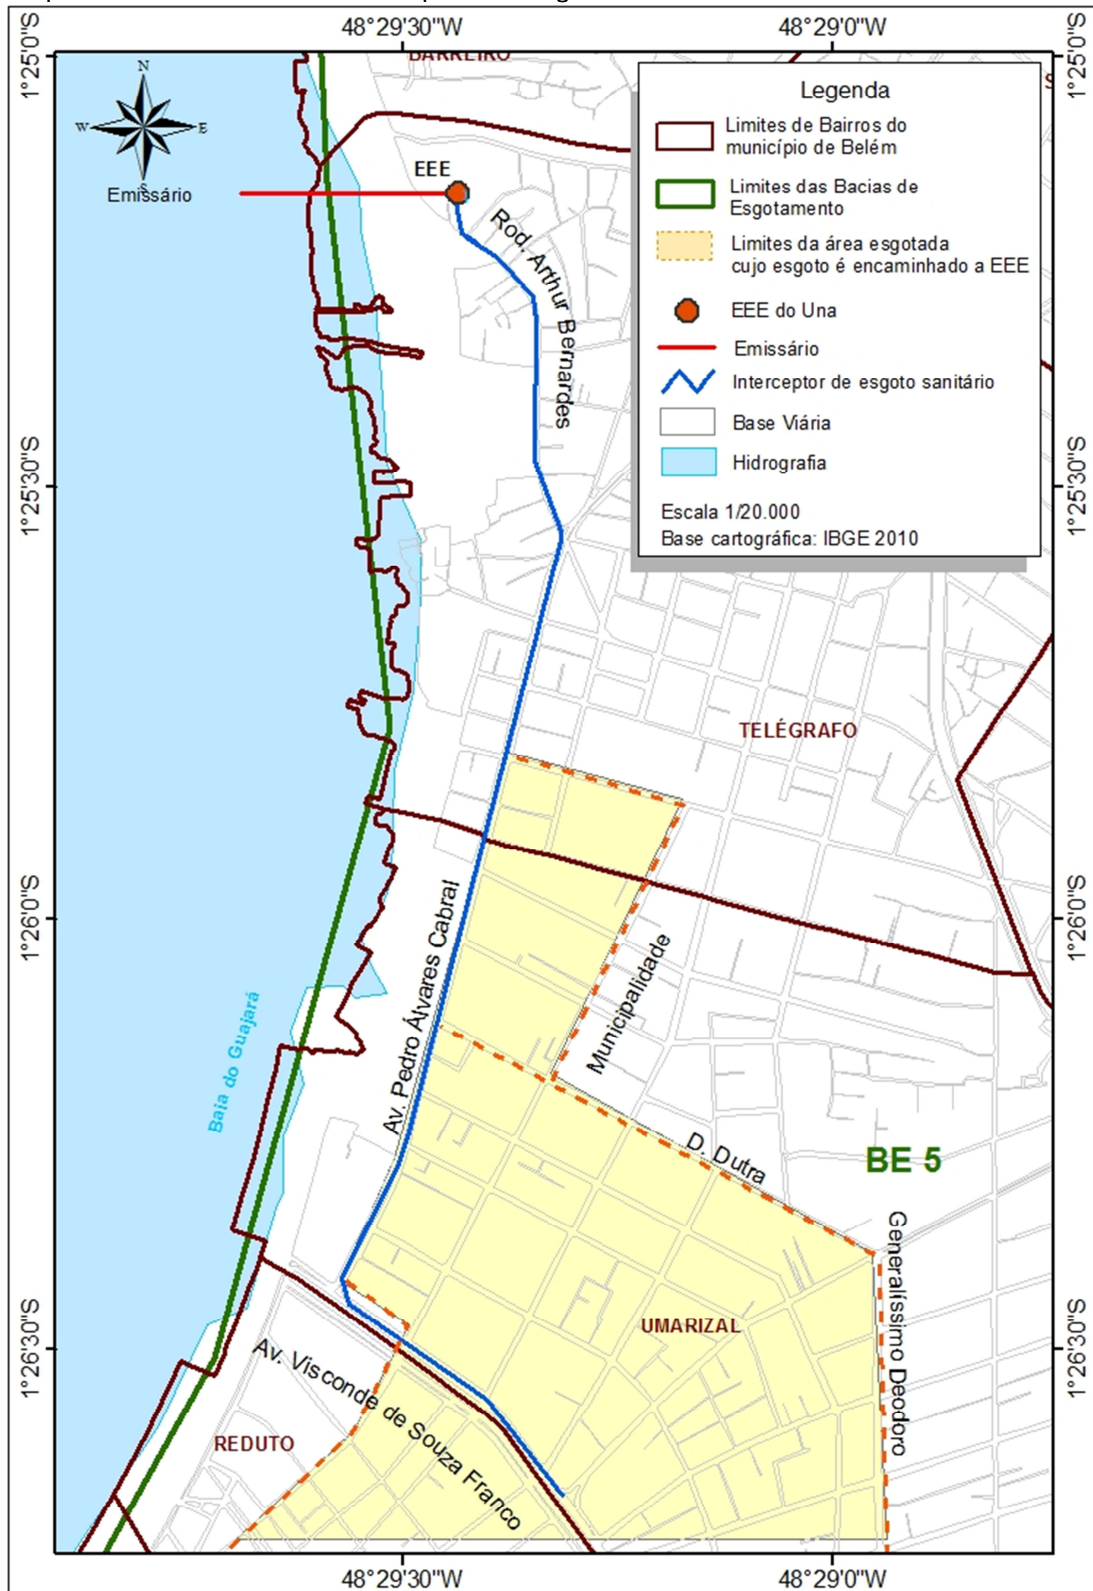 48°29'30"W
48°29'0"W
1°25'0"S
1°25'0"S
BARREIRO
N
W
E
S
Emissário
EEE
Rod. Arthur Bernardes
Legenda
Limites de Bairros do
município de Belém
Limites das Bacias de
Esgotamento
Limites da área esgotada
cujo esgoto é encaminhado a EEE
EEE do Una
Emissário
Interceptor de esgoto sanitário
Base Viária
Hidrografia
Escala 1/20.000
Base cartográfica: IBGE 2010
1°25'30"S
1°25'30"S
TELÉGRAFO
1°26'0"S
1°26'0"S
Av. Pedro Álvares Cabral
Municipalidade
Baía do Guajará
D. Dutra
BE 5
Generalíssimo Deodoro
UMARIZAL
1°26'30"S
1°26'30"S
Av. Visconde de Souza Franco
REDUTO
48°29'30"W
48°29'0"W